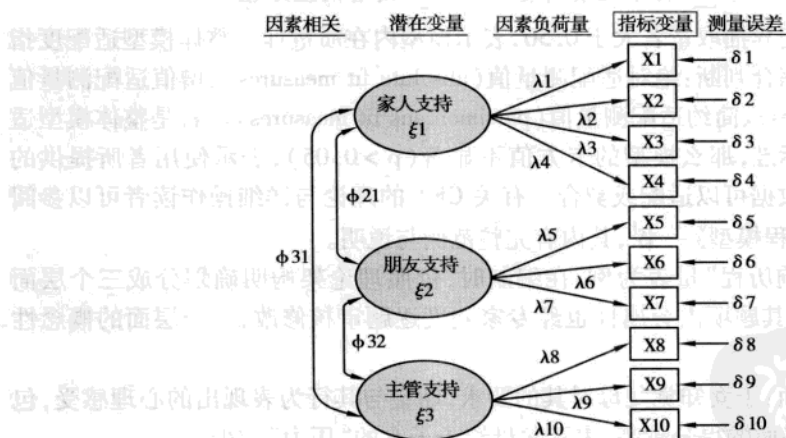 因素相关 潜在变量 因素负荷量 指标变量 测量误差
X1 δ1
λ1
家人支持
ξ1
X2 δ2
λ2
λ3
X3 δ3
λ4
X4 δ4
ϕ21
ϕ31
X5 δ5
λ5
朋友支持
ξ2
X6 δ6
λ6
λ7
X7 δ7
ϕ32
X8 δ8
λ8
主管支持
ξ3
X9 δ9
λ9
λ10
X10 δ10